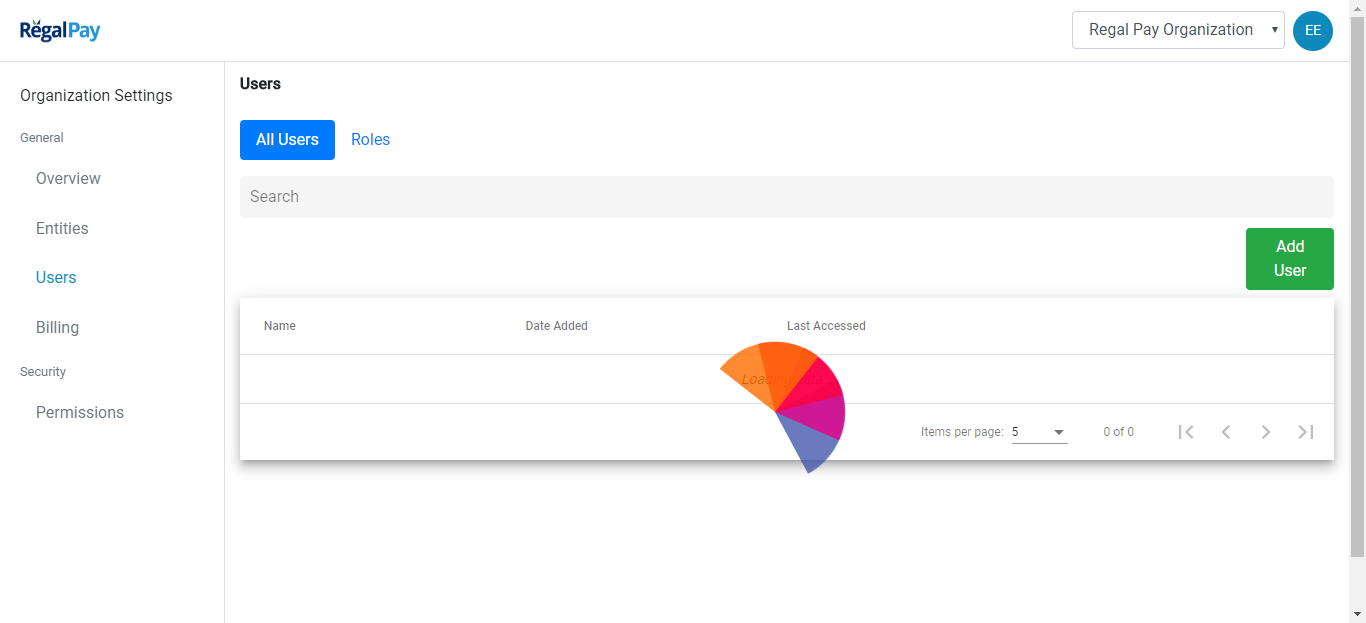 RegalPay
Regal Pay Organization
EE
Organization Settings
General
Overview
Entities
Users
Billing
Security
Permissions
Users
All Users
Roles
Search
Add
User
Name Date Added Last Accessed
Loading
Items per page: 5 0 of 0